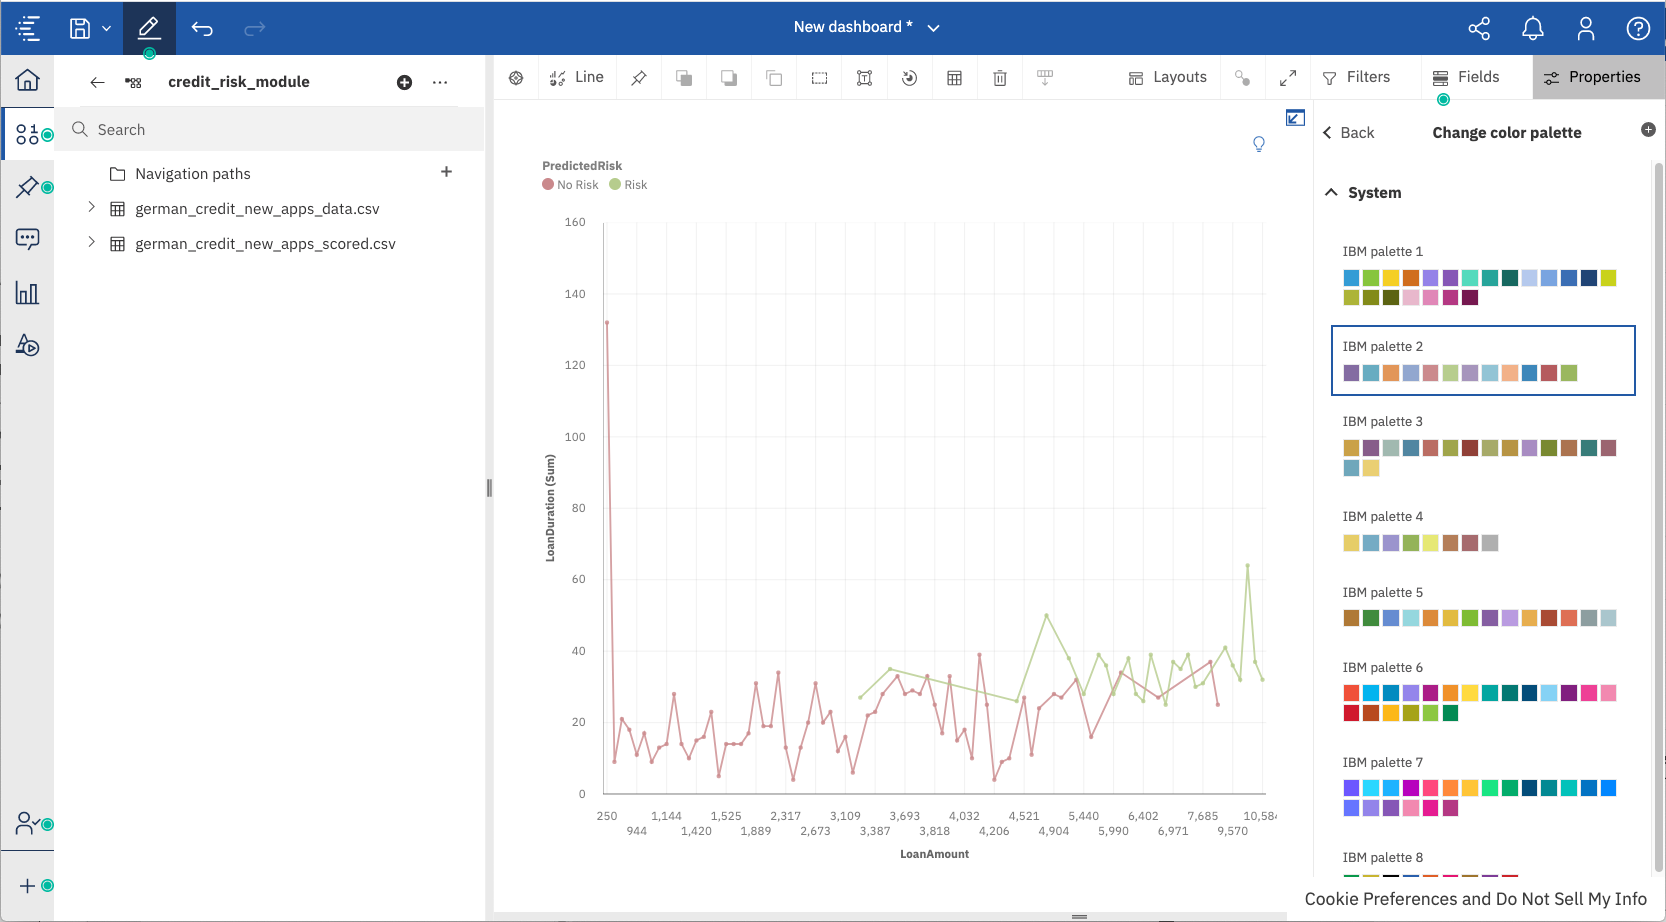 New dashboard *
credit_risk_module
Search
Navigation paths
german_credit_new_apps_data.csv
german_credit_new_apps_scored.csv
Line
Layouts
Filters
Fields
Properties
PredictedRisk
No Risk Risk
160
140
120
100
80
60
40
20
0
LoanDuration (Sum)
250 1,144 1,525 2,317 3,109 3,693 4,032 4,521 5,440 6,402 7,685 10,584
944 1,420 1,889 2,673 3,387 3,818 4,206 4,904 5,990 6,971 9,570
LoanAmount
Back
Change color palette
System
IBM palette 1
IBM palette 2
IBM palette 3
IBM palette 4
IBM palette 5
IBM palette 6
IBM palette 7
IBM palette 8
Cookie Preferences and Do Not Sell My Info